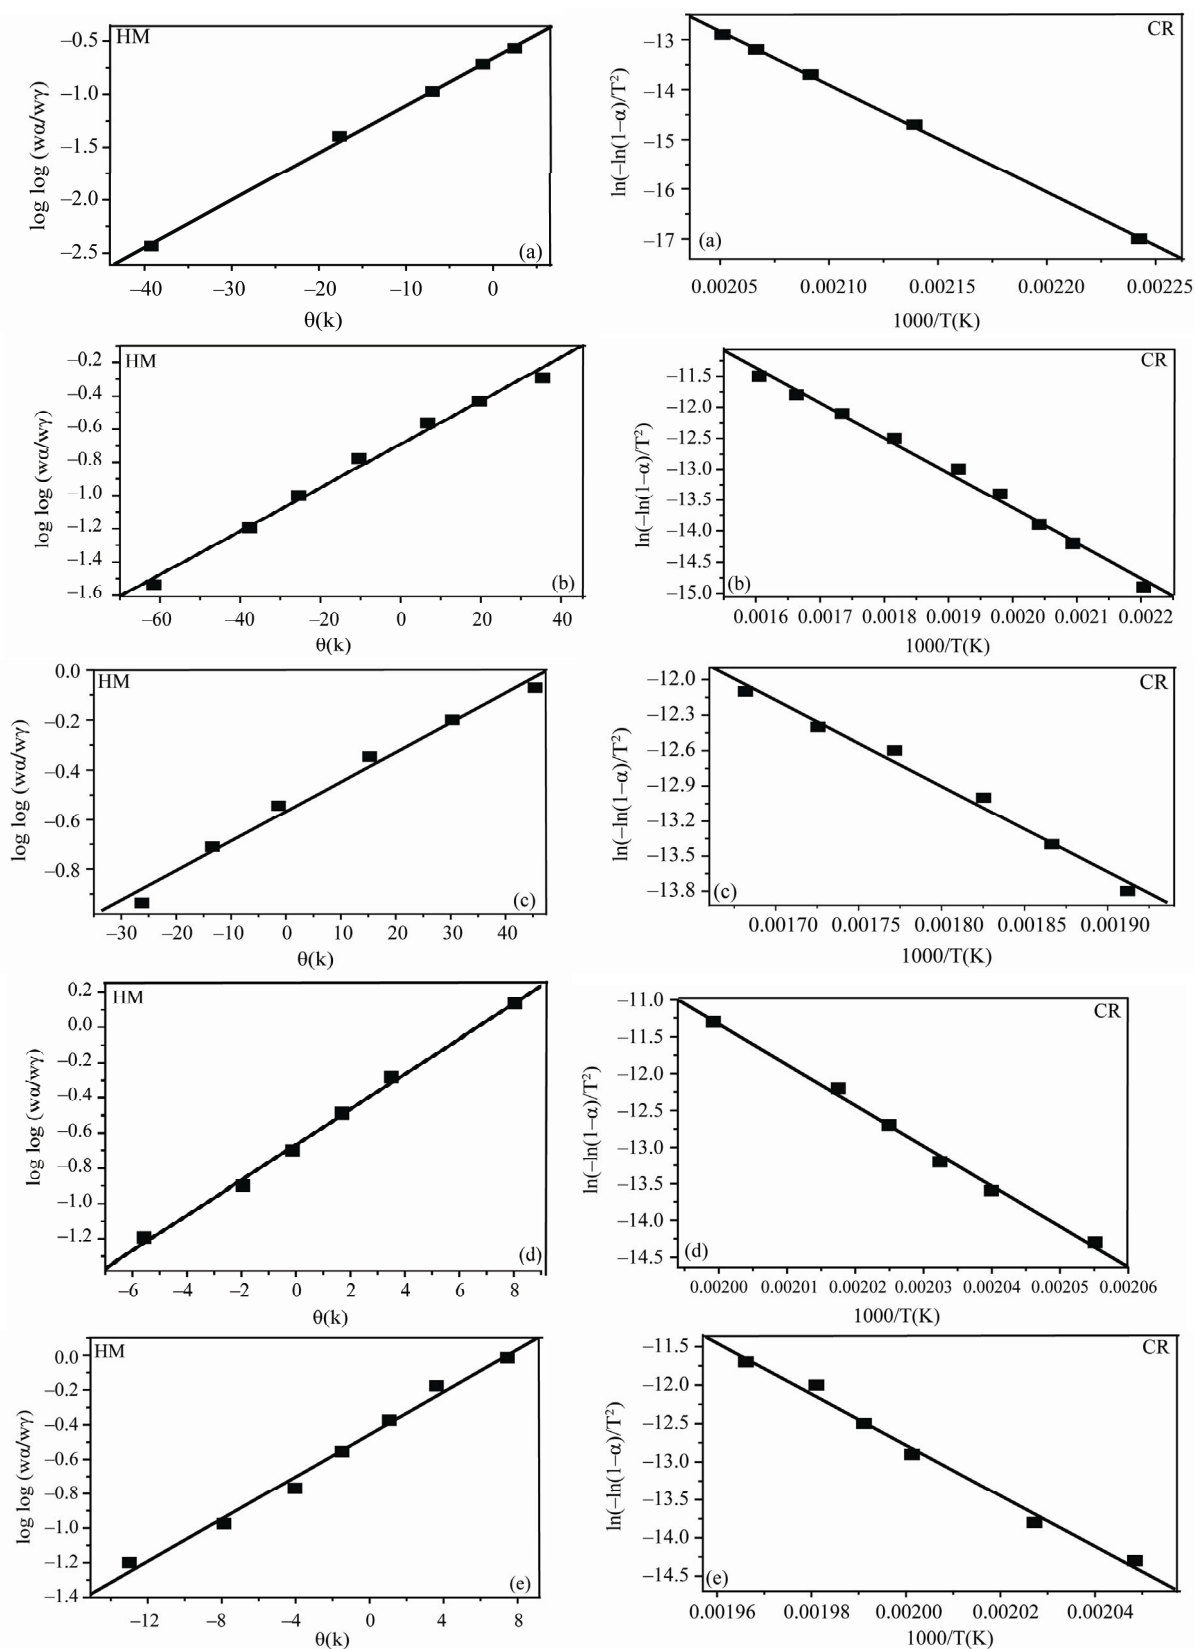 HM
log log (wα/wγ)
−0.5
−1.0
−1.5
−2.0
−2.5
(a)
−40 −30 −20 −10 0
θ(k)
CR
ln(−ln(1−α)/T²)
−13
−14
−15
−16
−17
(a)
0.00205 0.00210 0.00215 0.00220 0.00225
1000/T(K)
HM
log log (wα/wγ)
−0.2
−0.4
−0.6
−0.8
−1.0
−1.2
−1.4
−1.6
(b)
−60 −40 −20 0 20 40
θ(k)
CR
ln(−ln(1−α)/T²)
−11.5
−12.0
−12.5
−13.0
−13.5
−14.0
−14.5
−15.0
(b)
0.0016 0.0017 0.0018 0.0019 0.0020 0.0021 0.0022
1000/T(K)
HM
log log (wα/wγ)
0.0
−0.2
−0.4
−0.6
−0.8
(c)
−30 −20 −10 0 10 20 30 40
θ(k)
CR
ln(−ln(1−α)/T²)
−12.0
−12.3
−12.6
−12.9
−13.2
−13.5
−13.8
(c)
0.00170 0.00175 0.00180 0.00185 0.00190
1000/T(K)
HM
log log (wα/wγ)
0.2
0.0
−0.2
−0.4
−0.6
−0.8
−1.0
−1.2
(d)
−6 −4 −2 0 2 4 6 8
θ(k)
CR
ln(−ln(1−α)/T²)
−11.0
−11.5
−12.0
−12.5
−13.0
−13.5
−14.0
−14.5
(d)
0.00200 0.00201 0.00202 0.00203 0.00204 0.00205 0.00206
1000/T(K)
HM
log log (wα/wγ)
0.0
−0.2
−0.4
−0.6
−0.8
−1.0
−1.2
−1.4
(e)
−12 −8 −4 0 4 8
θ(k)
CR
ln(−ln(1−α)/T²)
−11.5
−12.0
−12.5
−13.0
−13.5
−14.0
−14.5
(e)
0.00196 0.00198 0.00200 0.00202 0.00204
1000/T(K)